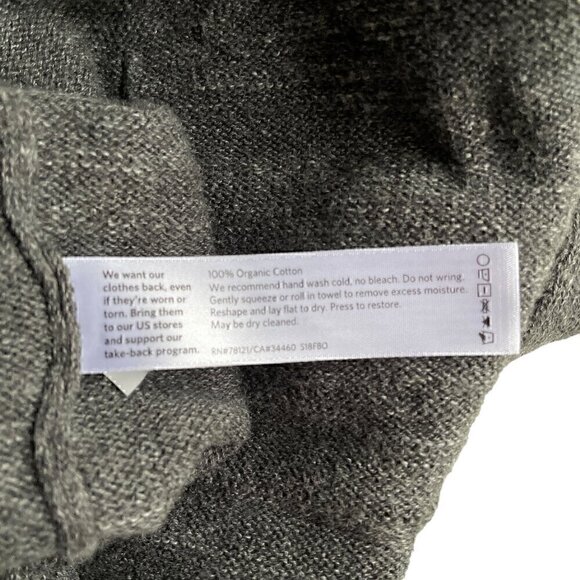 We want our
clothes back, even
if they're worn or
torn. Bring them
to our US stores
and support our
take-back program.
100% Organic Cotton
We recommend hand wash cold, no bleach. Do not wring.
Gently squeeze or roll in towel to remove excess moisture.
Reshape and lay flat to dry. Press to restore.
May be dry cleaned.
RN#78121/CA#34460 S18FBO